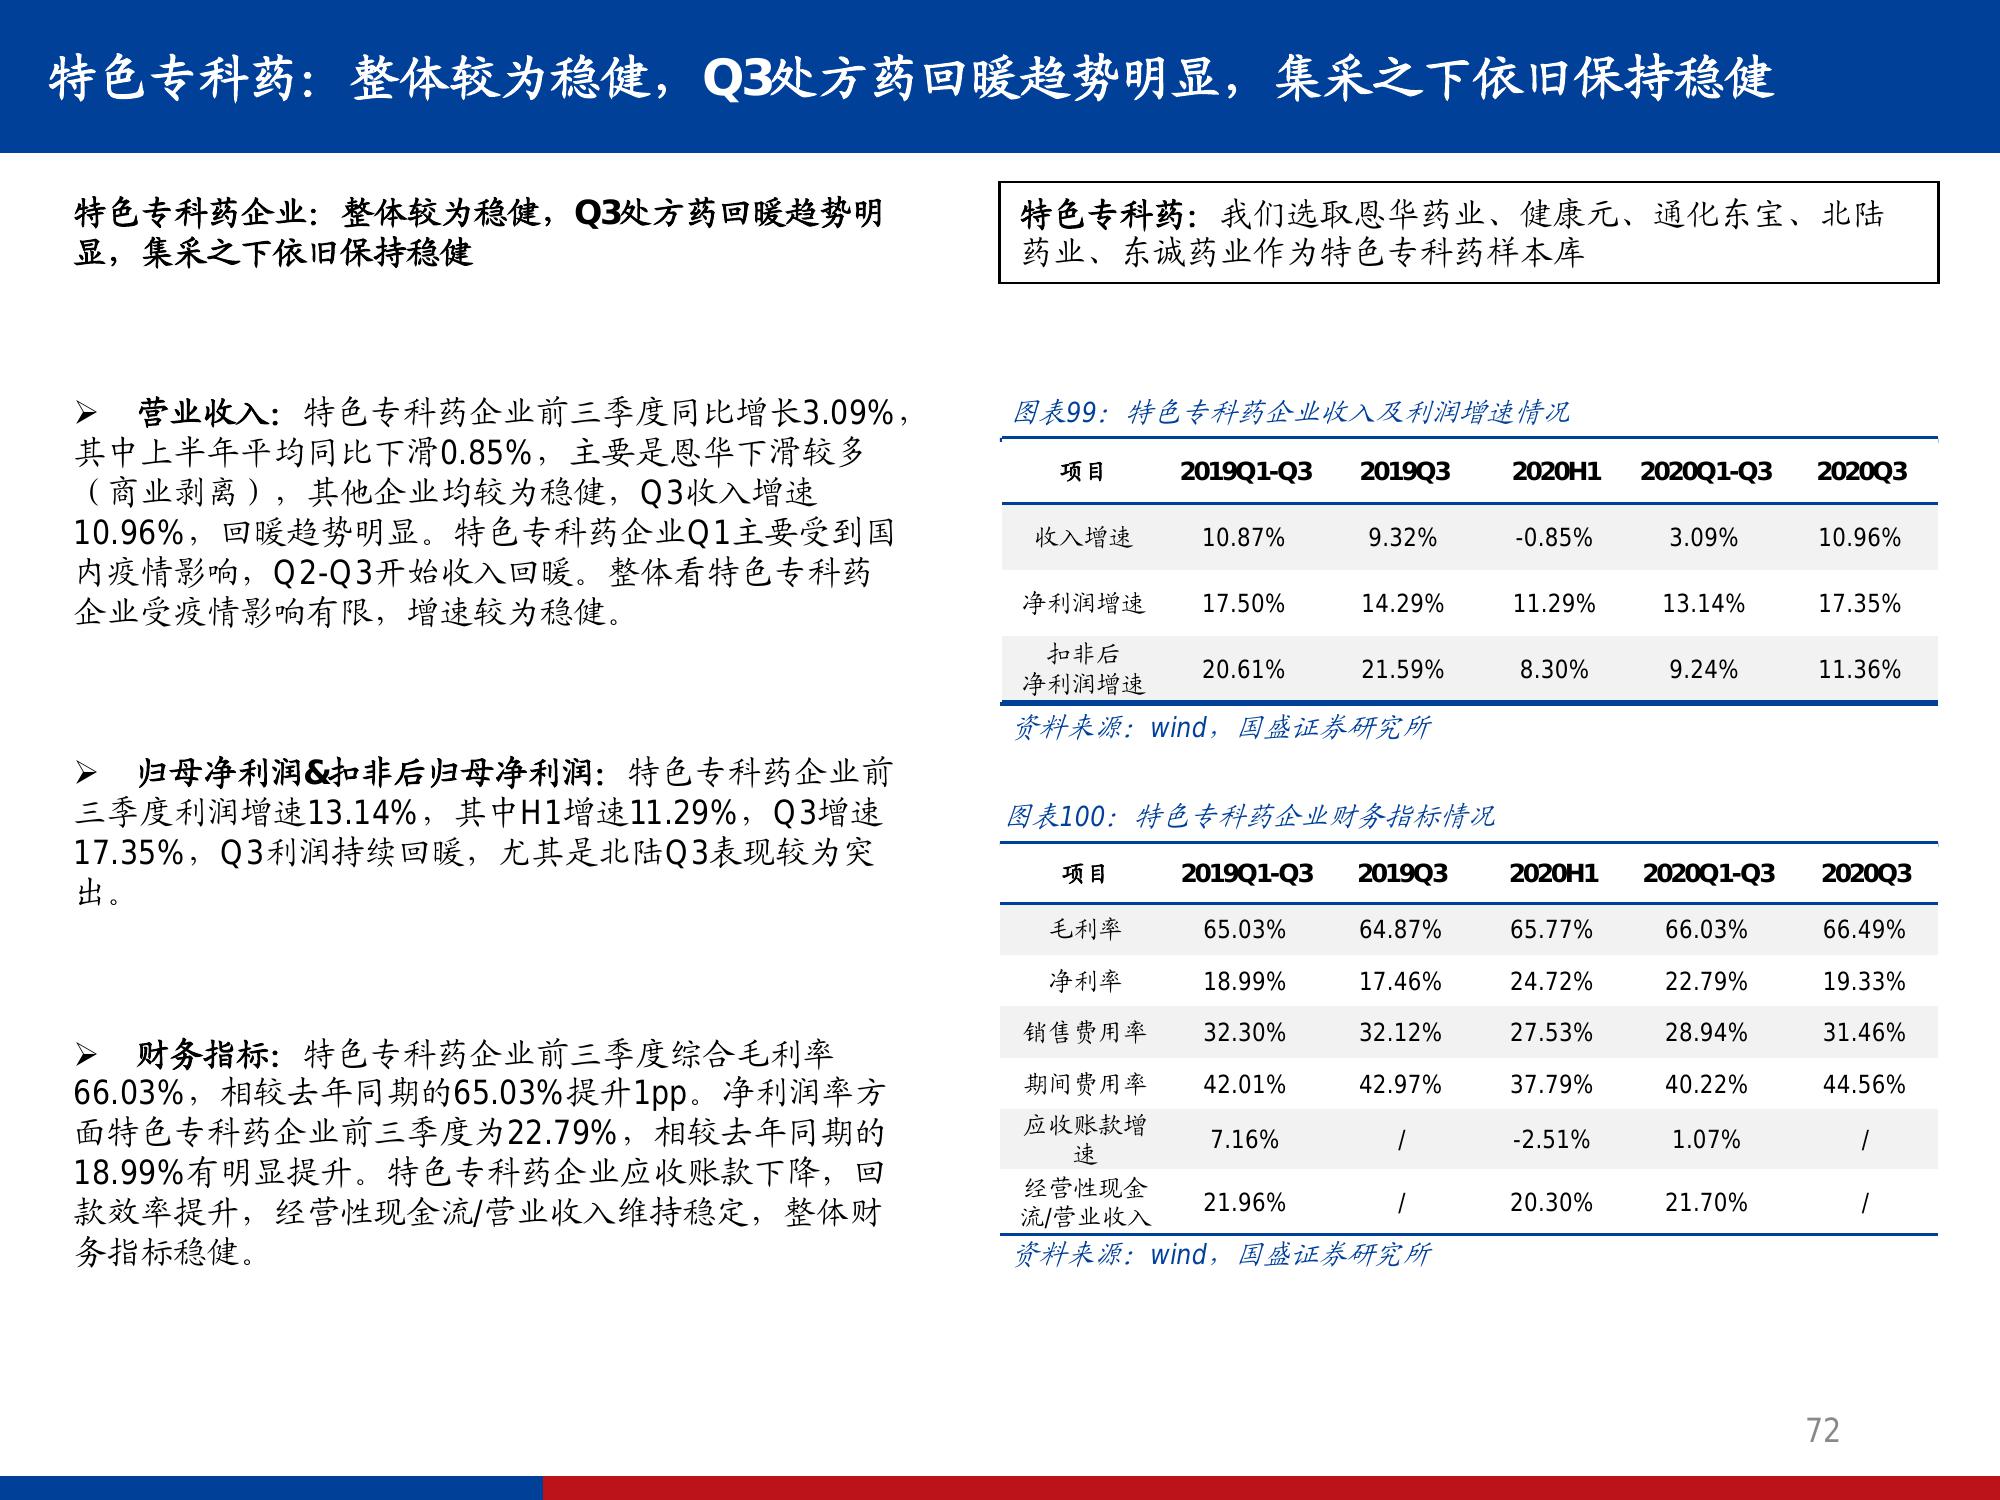 特色专科药：整体较为稳健，Q3处方药回暖趋势明显，集采之下依旧保持稳健
特色专科药企业：整体较为稳健，Q3处方药回暖趋势明
显，集采之下依旧保持稳健
➢ 营业收入：特色专科药企业前三季度同比增长3.09%，
其中上半年平均同比下滑0.85%，主要是恩华下滑较多
（商业剥离），其他企业均较为稳健，Q3收入增速
10.96%，回暖趋势明显。特色专科药企业Q1主要受到国
内疫情影响，Q2-Q3开始收入回暖。整体看特色专科药
企业受疫情影响有限，增速较为稳健。
➢ 归母净利润&扣非后归母净利润：特色专科药企业前
三季度利润增速13.14%，其中H1增速11.29%，Q3增速
17.35%，Q3利润持续回暖，尤其是北陆Q3表现较为突
出。
➢ 财务指标：特色专科药企业前三季度综合毛利率
66.03%，相较去年同期的65.03%提升1pp。净利润率方
面特色专科药企业前三季度为22.79%，相较去年同期的
18.99%有明显提升。特色专科药企业应收账款下降，回
款效率提升，经营性现金流/营业收入维持稳定，整体财
务指标稳健。
特色专科药：我们选取恩华药业、健康元、通化东宝、北陆
药业、东诚药业作为特色专科药样本库
图表99：特色专科药企业收入及利润增速情况
项目 2019Q1-Q3 2019Q3 2020H1 2020Q1-Q3 2020Q3
收入增速 10.87% 9.32% -0.85% 3.09% 10.96%
净利润增速 17.50% 14.29% 11.29% 13.14% 17.35%
扣非后
净利润增速 20.61% 21.59% 8.30% 9.24% 11.36%
资料来源：wind，国盛证券研究所
图表100：特色专科药企业财务指标情况
项目 2019Q1-Q3 2019Q3 2020H1 2020Q1-Q3 2020Q3
毛利率 65.03% 64.87% 65.77% 66.03% 66.49%
净利率 18.99% 17.46% 24.72% 22.79% 19.33%
销售费用率 32.30% 32.12% 27.53% 28.94% 31.46%
期间费用率 42.01% 42.97% 37.79% 40.22% 44.56%
应收账款增
速 7.16% / -2.51% 1.07% /
经营性现金
流/营业收入 21.96% / 20.30% 21.70% /
资料来源：wind，国盛证券研究所
72